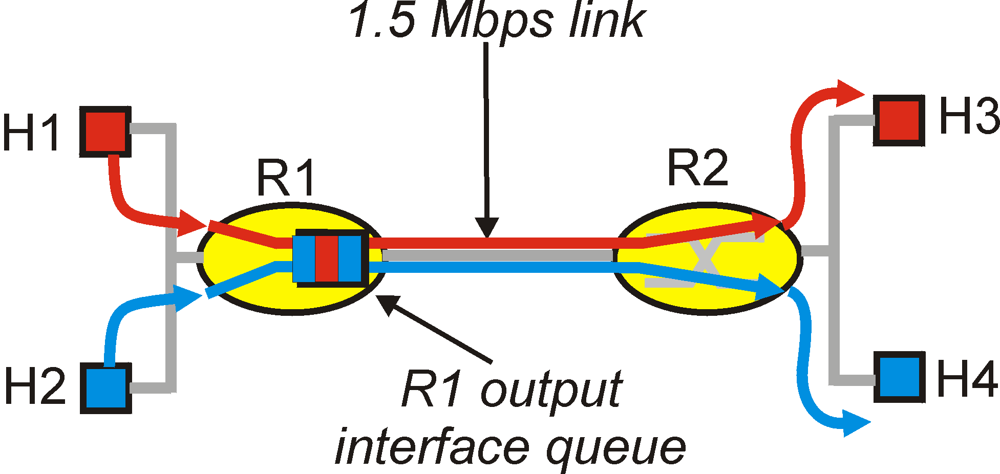 1.5 Mbps link
H1
H3
R1
R2
H2
H4
R1 output
interface queue